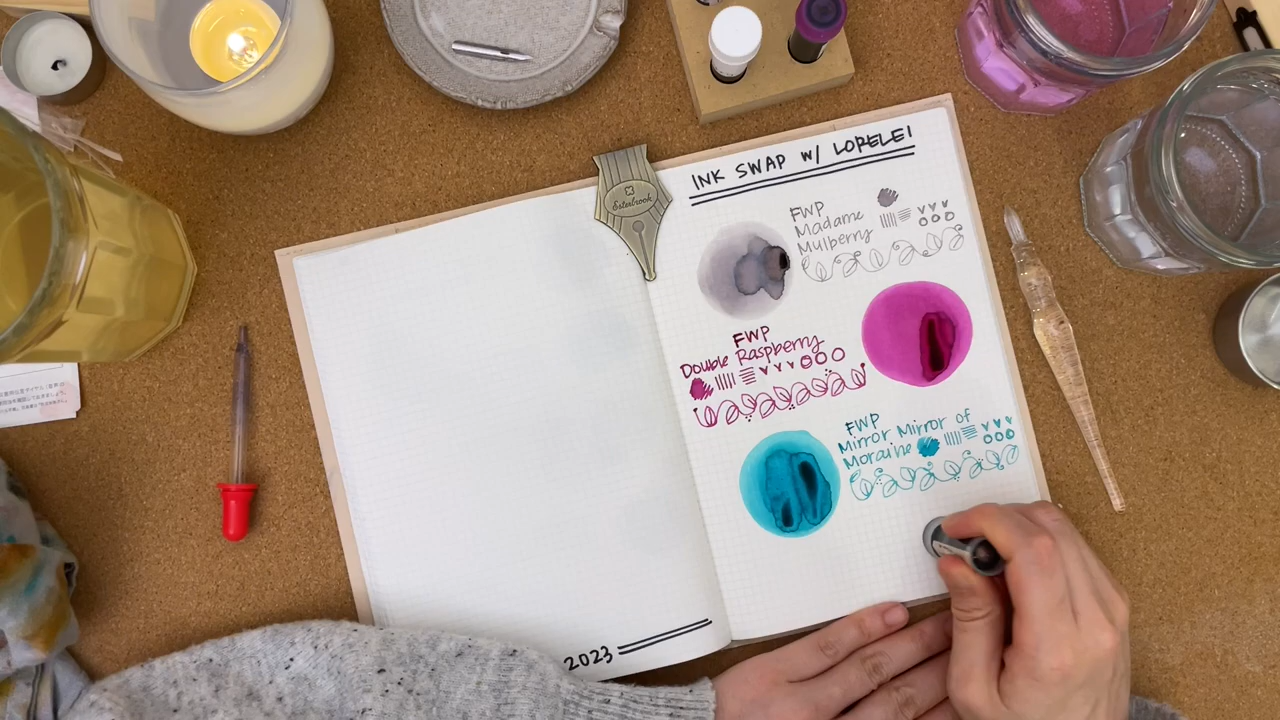 INK SWAP W/ LORELEI
Esterbrook
FWP
Madame
Mulberry
FWP
Double Raspberry
FWP
Mirror Mirror of
Moraine
2023